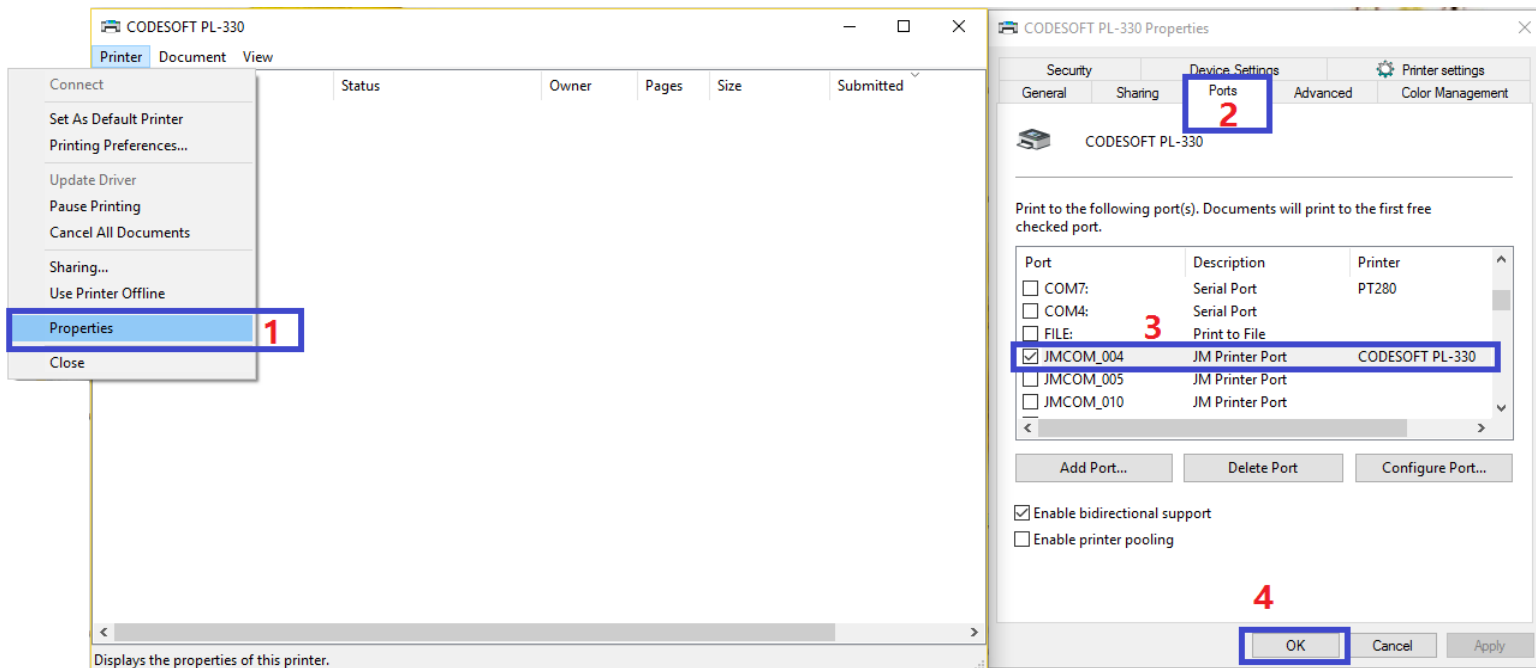 CODESOFT PL-330
Printer Document View
Connect
Set As Default Printer
Printing Preferences...
Update Driver
Pause Printing
Cancel All Documents
Sharing...
Use Printer Offline
Properties 1
Close
Status Owner Pages Size Submitted
Displays the properties of this printer.
CODESOFT PL-330 Properties
Security Device Settings Printer settings
General Sharing Ports Advanced Color Management
2
CODESOFT PL-330
Print to the following port(s). Documents will print to the first free
checked port.
Port Description Printer
COM7: Serial Port PT280
COM4: Serial Port
FILE: Print to File
3
JMCOM_004 JM Printer Port CODESOFT PL-330
JMCOM_005 JM Printer Port
JMCOM_010 JM Printer Port
Add Port... Delete Port Configure Port...
Enable bidirectional support
Enable printer pooling
4
OK Cancel Apply